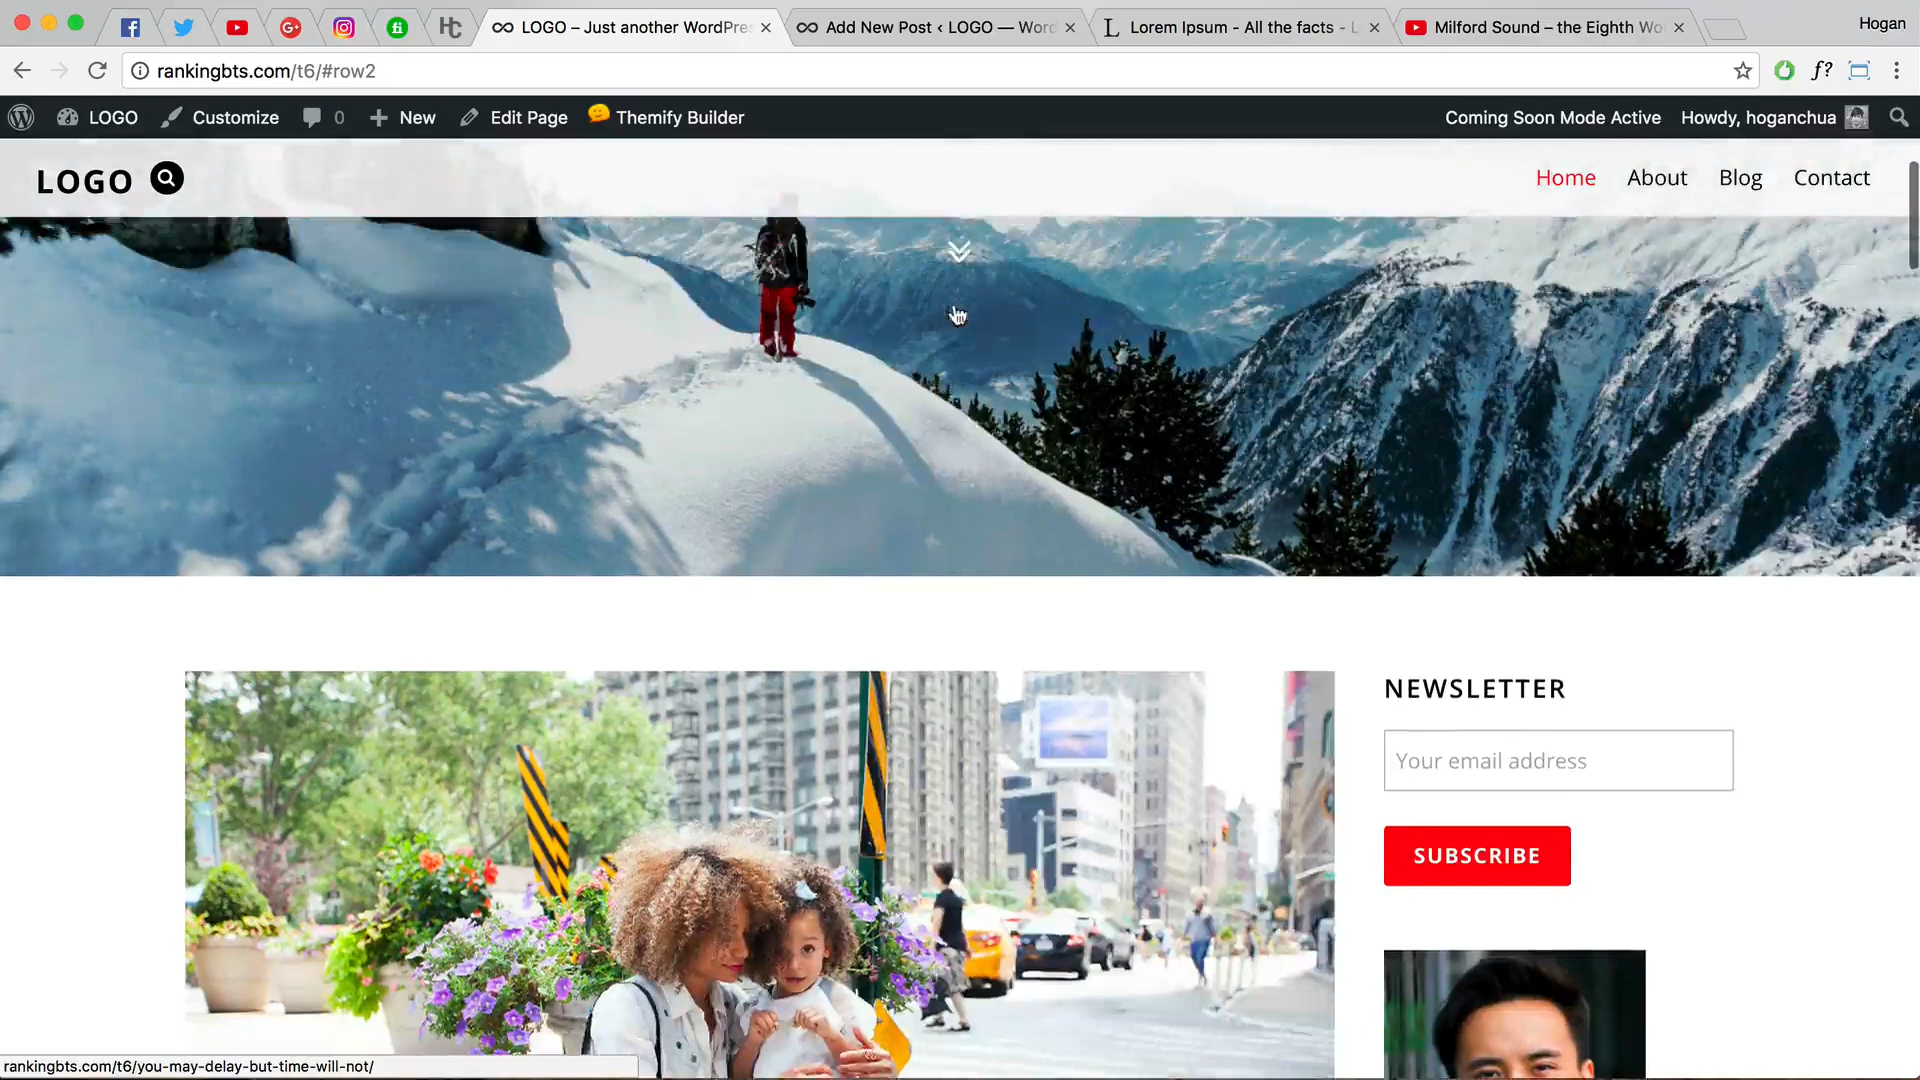 LOGO – Just another WordPres
Add New Post ‹ LOGO — Word
Lorem Ipsum - All the facts - L
Milford Sound – the Eighth Wo
Hogan
rankingbts.com/t6/#row2
f?
LOGO
Customize
0
New
Edit Page
Themify Builder
Coming Soon Mode Active
Howdy, hoganchua
LOGO
Home
About
Blog
Contact
NEWSLETTER
Your email address
SUBSCRIBE
rankingbts.com/t6/you-may-delay-but-time-will-not/